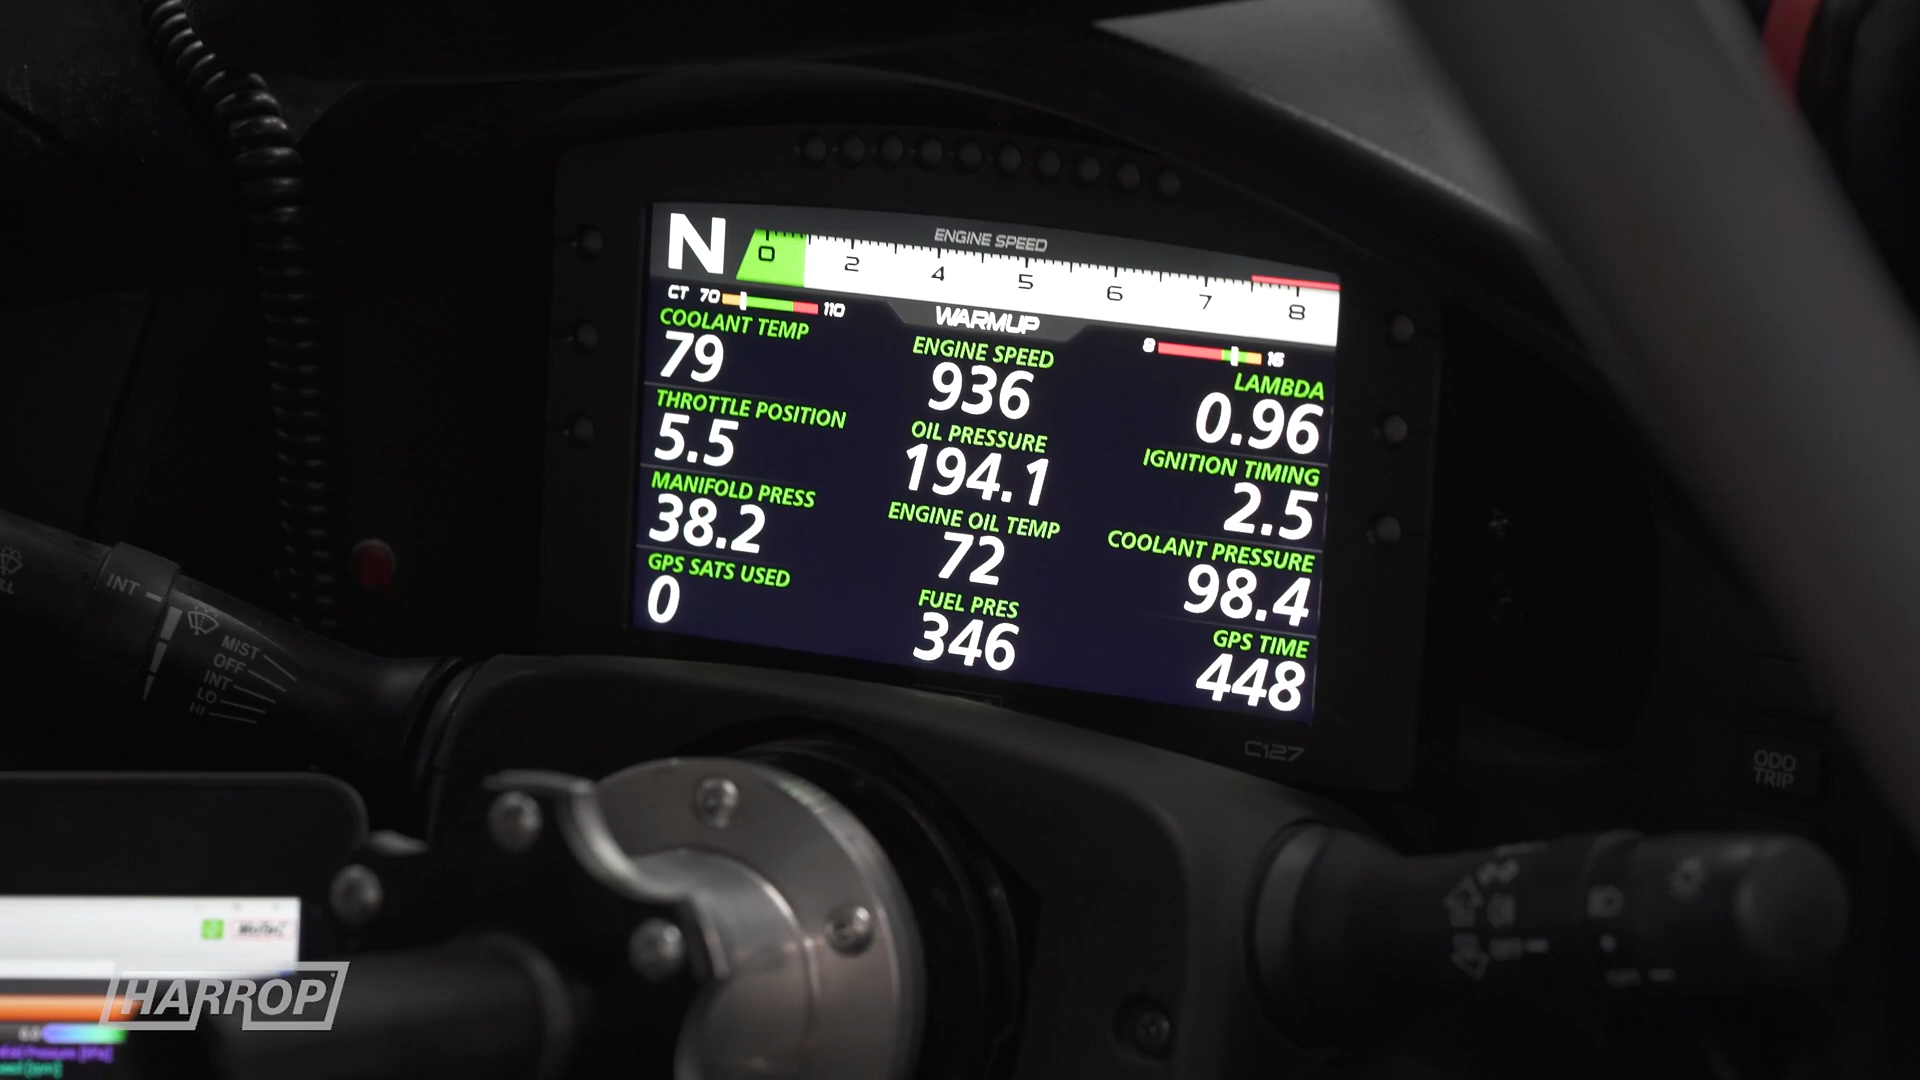 N
ENGINE SPEED
0 2 4 5 6 7 8
CT 70 110
WARMUP
8 16
COOLANT TEMP
79
ENGINE SPEED
936
LAMBDA
0.96
THROTTLE POSITION
5.5
OIL PRESSURE
194.1
IGNITION TIMING
2.5
MANIFOLD PRESS
38.2
ENGINE OIL TEMP
72
COOLANT PRESSURE
98.4
GPS SATS USED
0
FUEL PRES
346
GPS TIME
448
C127
INT
MIST
OFF
INT
LO
HI
ODO
TRIP
MoTeC
HARROP